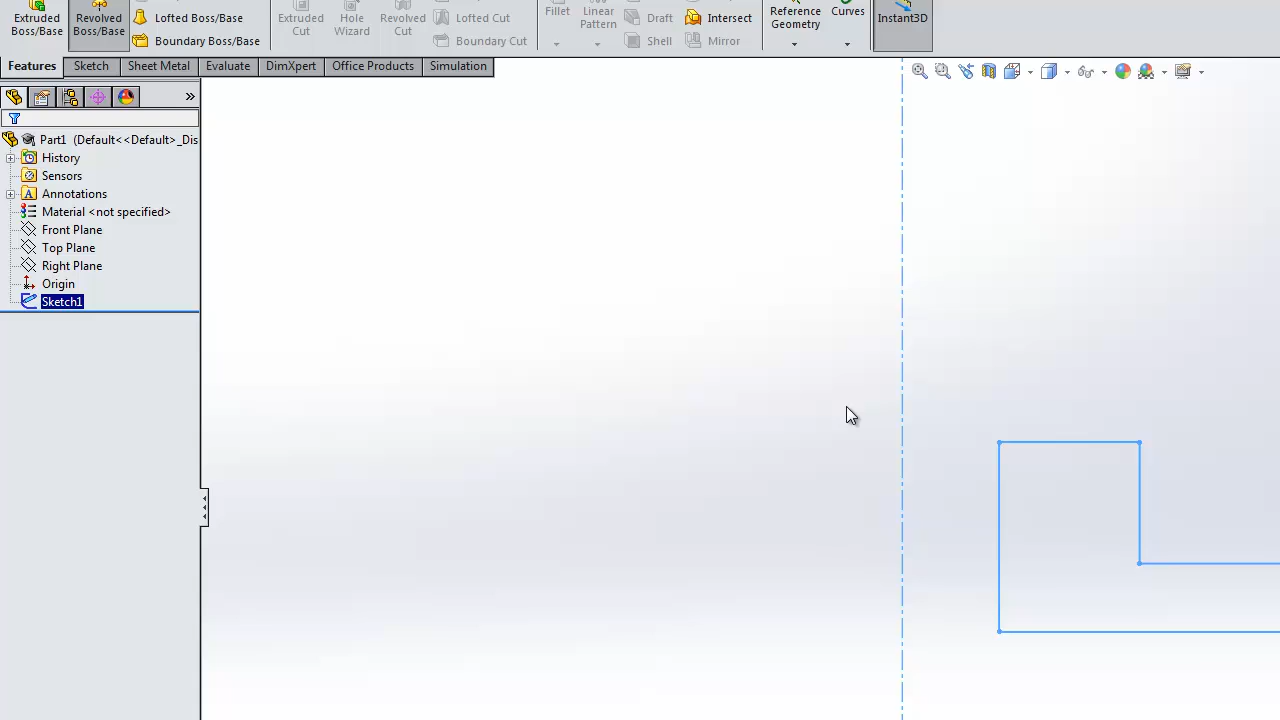 Extruded Boss/Base
Revolved Boss/Base
Lofted Boss/Base
Boundary Boss/Base
Extruded Cut
Hole Wizard
Revolved Cut
Lofted Cut
Boundary Cut
Fillet
Linear Pattern
Draft
Shell
Intersect
Mirror
Reference Geometry
Curves
Instant3D
Features
Sketch
Sheet Metal
Evaluate
DimXpert
Office Products
Simulation
»
Part1 (Default<<Default>_Dis
History
Sensors
A Annotations
Material <not specified>
Front Plane
Top Plane
Right Plane
Origin
Sketch1